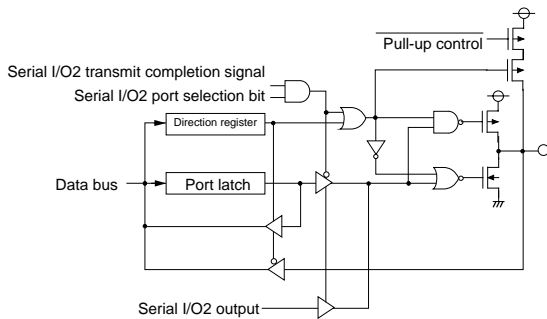 Pull-up control
Serial I/O2 transmit completion signal
Serial I/O2 port selection bit
Direction register
Data bus
Port latch
Serial I/O2 output